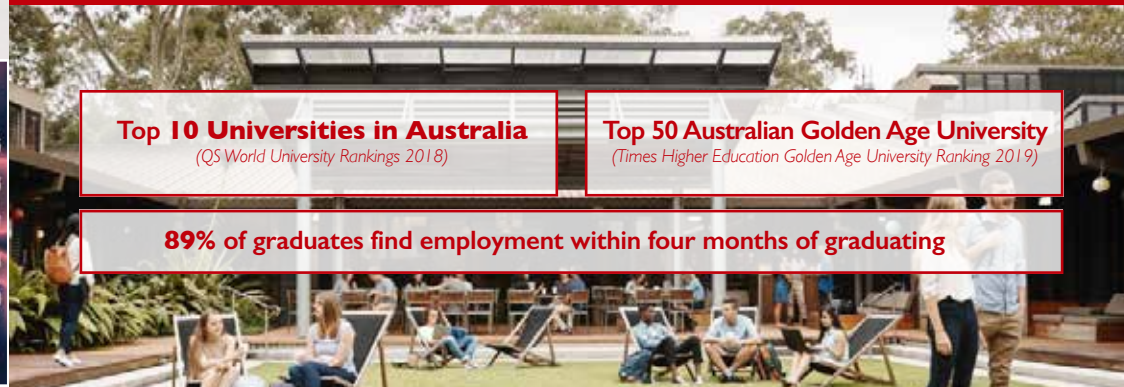 Top 10 Universities in Australia
(QS World University Rankings 2018)
Top 50 Australian Golden Age University
(Times Higher Education Golden Age University Ranking 2019)
89% of graduates find employment within four months of graduating